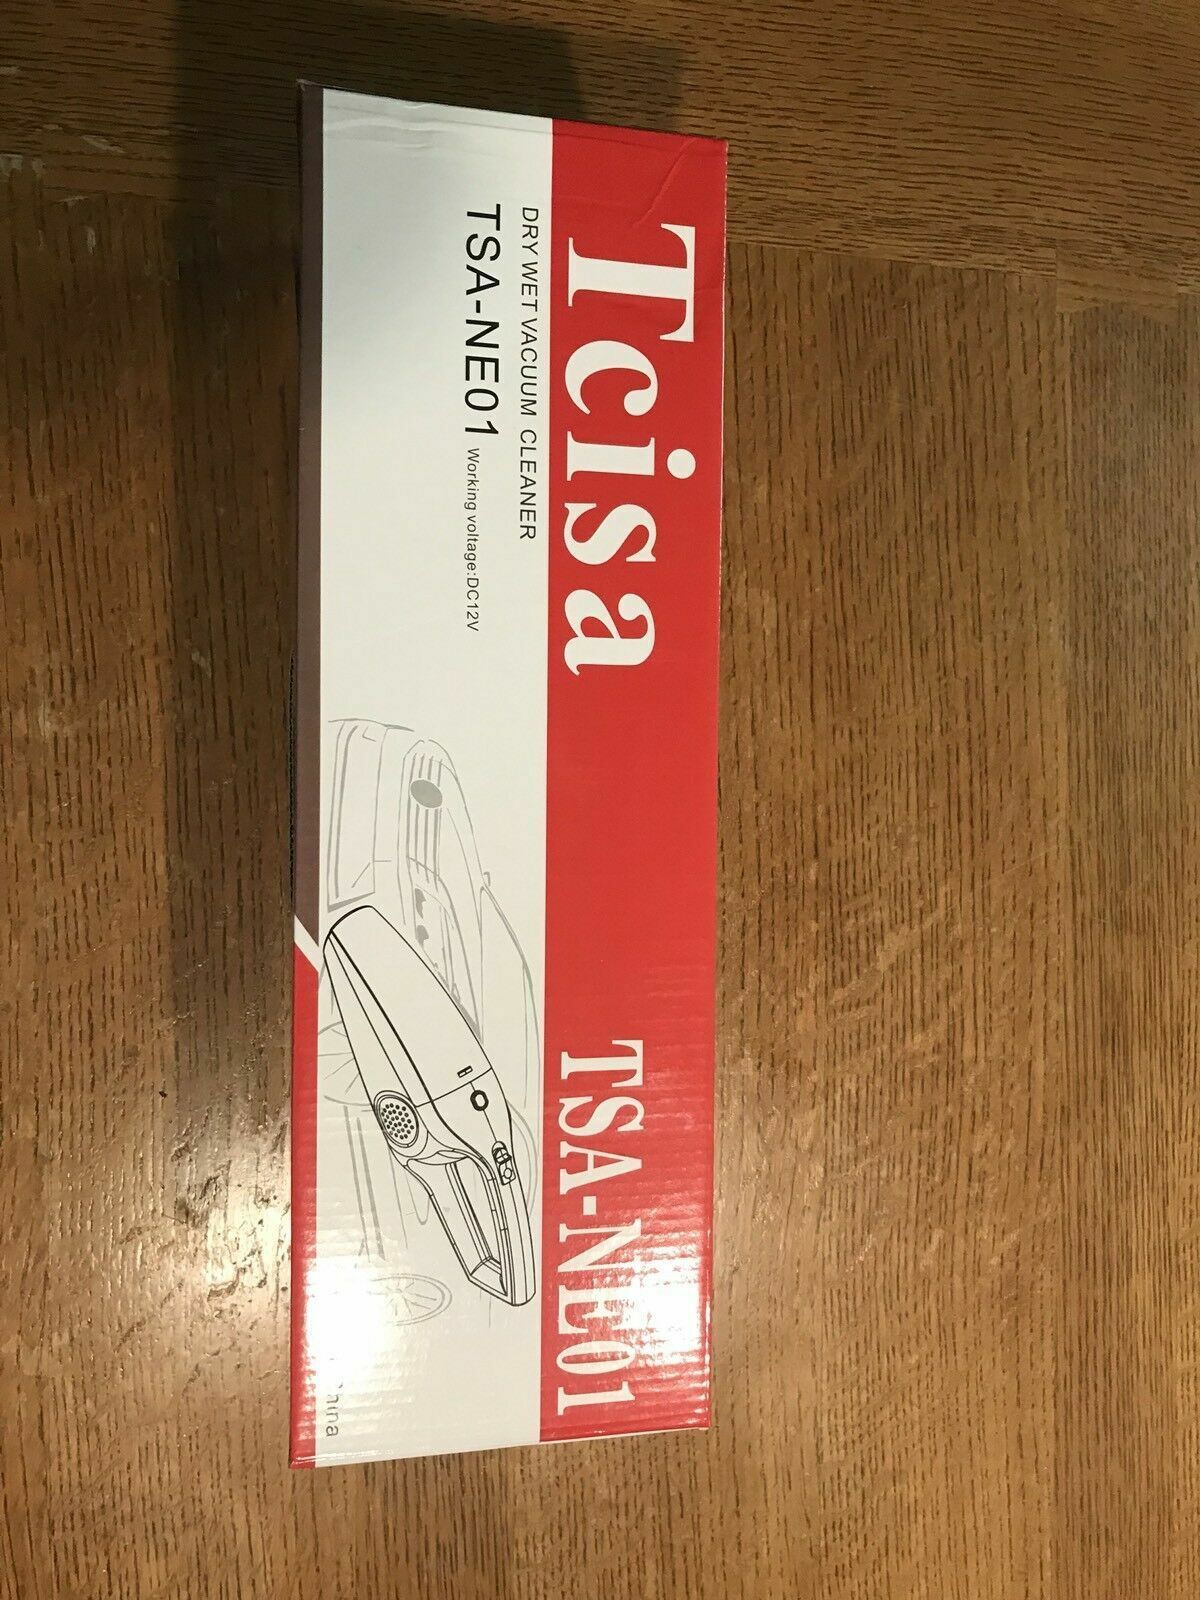 Tcisa
TSA-NE01
DRY WET VACUUM CLEANER
TSA-NE01 Working voltage:DC12V